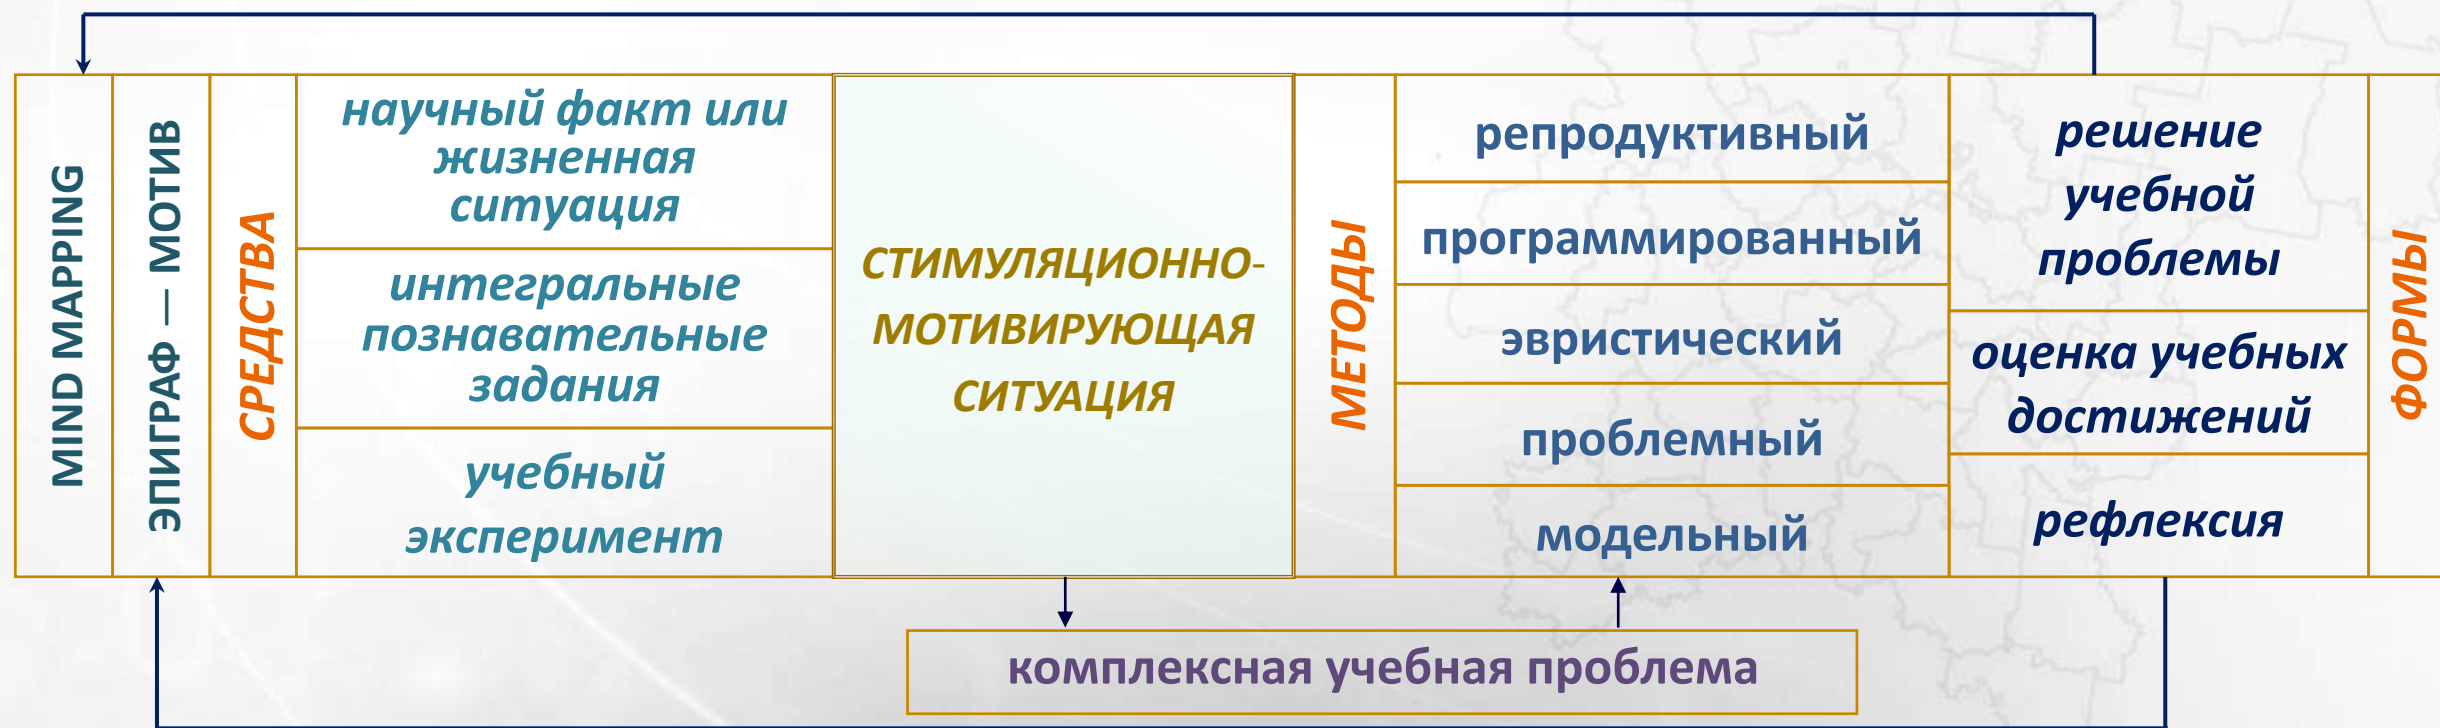 MIND MAPPING
ЭПИГРАФ — МОТИВ
СРЕДСТВА
научный факт или
жизненная
ситуация
интегральные
познавательные
задания
учебный
эксперимент
СТИМУЛЯЦИОННО-
МОТИВИРУЮЩАЯ
СИТУАЦИЯ
МЕТОДЫ
репродуктивный
программированный
эвристический
проблемный
модельный
решение
учебной
проблемы
оценка учебных
достижений
рефлексия
ФОРМЫ
комплексная учебная проблема